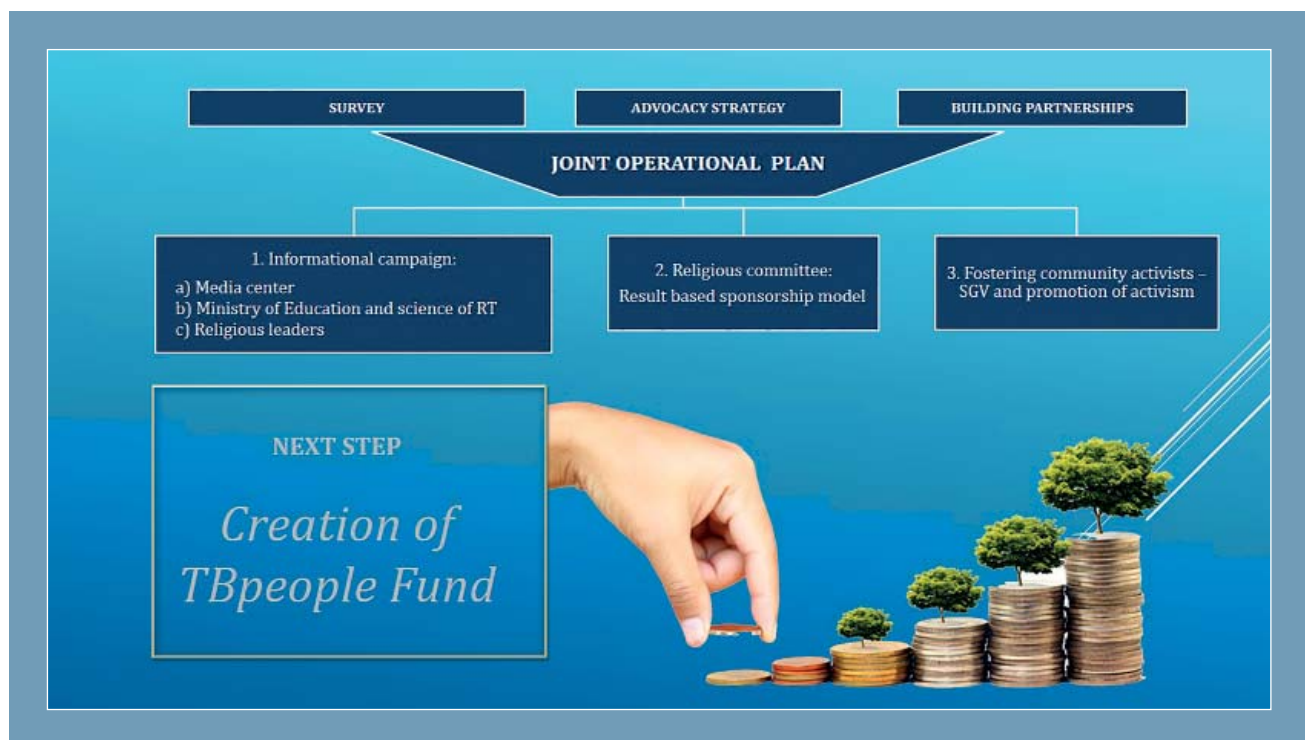 SURVEY
ADVOCACY STRATEGY
BUILDING PARTNERSHIPS
JOINT OPERATIONAL PLAN
1. Informational campaign:
a) Media center
b) Ministry of Education and science of RT
c) Religious leaders
2. Religious committee:
Result based sponsorship model
3. Fostering community activists –
SGV and promotion of activism
NEXT STEP
Creation of
TBpeople Fund